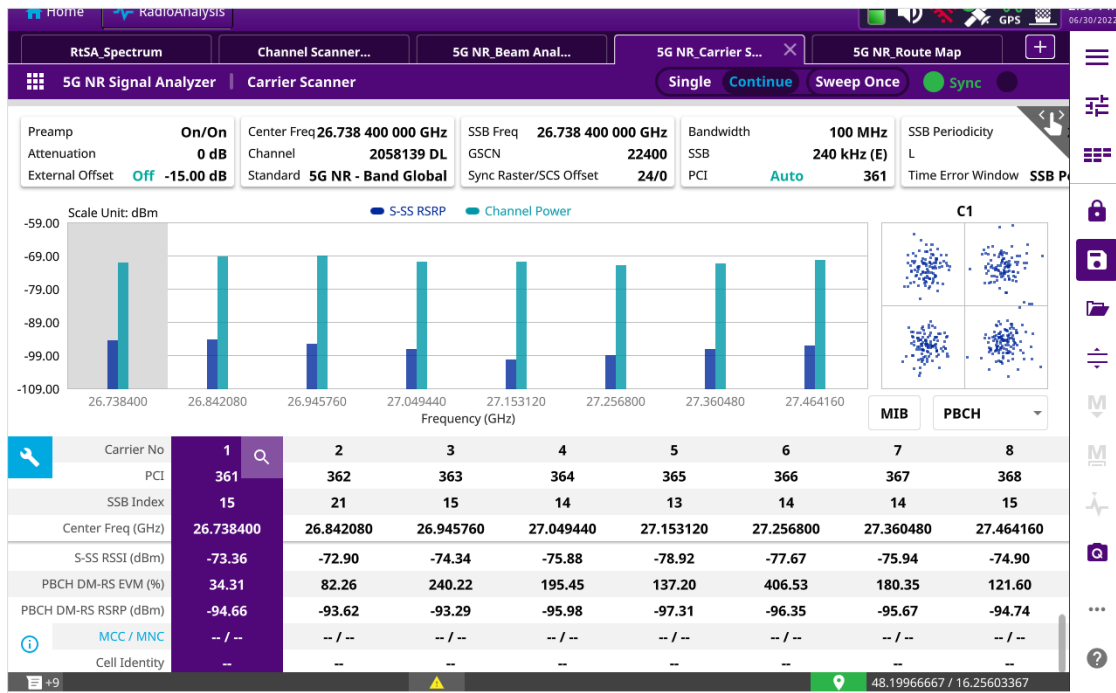 Home RadioAnalysis GPS 06/30/2022
RtSA_Spectrum Channel Scanner... 5G NR_Beam Anal... 5G NR_Carrier S... 5G NR_Route Map +
5G NR Signal Analyzer | Carrier Scanner Single Continue Sweep Once Sync
Preamp On/On Center Freq 26.738 400 000 GHz SSB Freq 26.738 400 000 GHz Bandwidth 100 MHz SSB Periodicity
Attenuation 0 dB Channel 2058139 DL GSCN 22400 SSB 240 kHz (E) L
External Offset Off -15.00 dB Standard 5G NR - Band Global Sync Raster/SCS Offset 24/0 PCI Auto 361 Time Error Window SSB
Scale Unit: dBm S-SS RSRP Channel Power C1
-59.00
-69.00
-79.00
-89.00
-99.00
-109.00
26.738400 26.842080 26.945760 27.049440 27.153120 27.256800 27.360480 27.464160
Frequency (GHz)
MIB PBCH
Carrier No 1 2 3 4 5 6 7 8
PCI 361 362 363 364 365 366 367 368
SSB Index 15 21 15 14 13 14 14 15
Center Freq (GHz) 26.738400 26.842080 26.945760 27.049440 27.153120 27.256800 27.360480 27.464160
S-SS RSSI (dBm) -73.36 -72.90 -74.34 -75.88 -78.92 -77.67 -75.94 -74.90
PBCH DM-RS EVM (%) 34.31 82.26 240.22 195.45 137.20 406.53 180.35 121.60
PBCH DM-RS RSRP (dBm) -94.66 -93.62 -93.29 -95.98 -97.31 -96.35 -95.67 -94.74
MCC / MNC -- / -- -- / -- -- / -- -- / -- -- / -- -- / -- -- / -- -- / --
Cell Identity -- -- -- -- -- -- -- --
+9 48.19966667 / 16.25603367